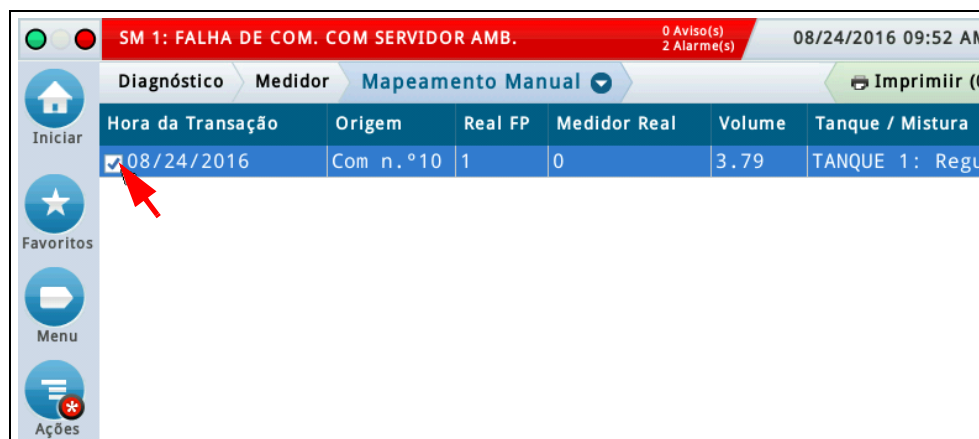 SM 1: FALHA DE COM. COM SERVIDOR AMB.
0 Aviso(s)
2 Alarme(s)
08/24/2016 09:52 AM
Diagnóstico Medidor Mapeamento Manual Imprimiir (
Iniciar
Hora da Transação Origem Real FP Medidor Real Volume Tanque / Mistura
08/24/2016 Com n.º10 1 0 3.79 TANQUE 1: Regu
Favoritos
Menu
Ações